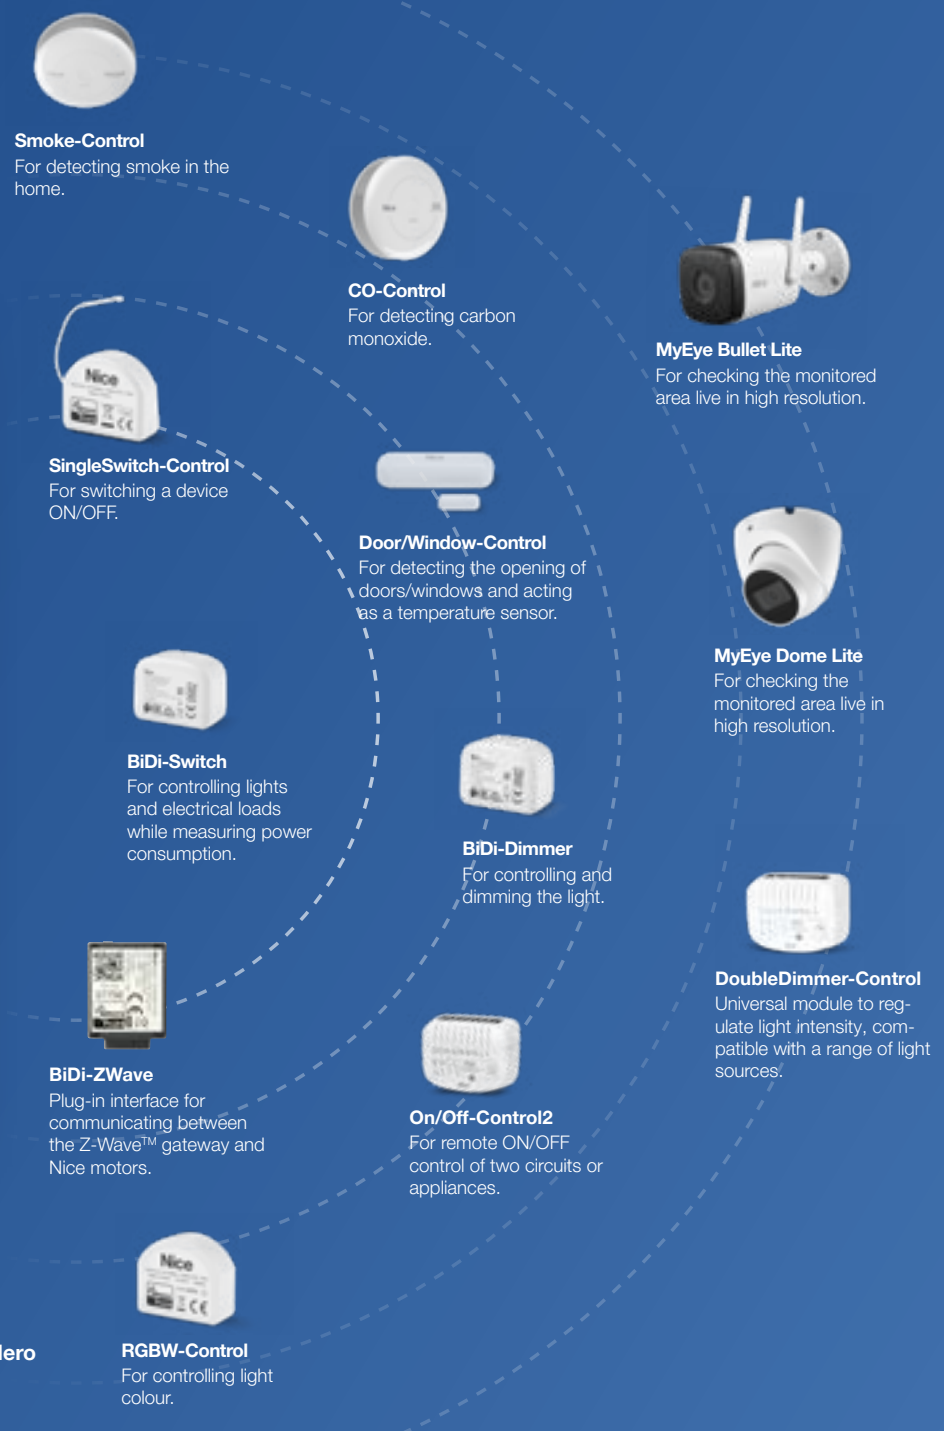 Smoke-Control
For detecting smoke in the
home.
CO-Control
For detecting carbon
monoxide.
MyEye Bullet Lite
For checking the monitored
area live in high resolution.
Nice
SingleSwitch-Control
For switching a device
ON/OFF.
Door/Window-Control
For detecting the opening of
doors/windows and acting
as a temperature sensor.
MyEye Dome Lite
For checking the
monitored area live in
high resolution.
BiDi-Switch
For controlling lights
and electrical loads
while measuring power
consumption.
BiDi-Dimmer
For controlling and
dimming the light.
DoubleDimmer-Control
Universal module to reg-
ulate light intensity, com-
patible with a range of light
sources.
BiDi-ZWave
Plug-in interface for
communicating between
the Z-Wave™ gateway and
Nice motors.
On/Off-Control2
For remote ON/OFF
control of two circuits or
appliances.
Nice
RGBW-Control
For controlling light
colour.